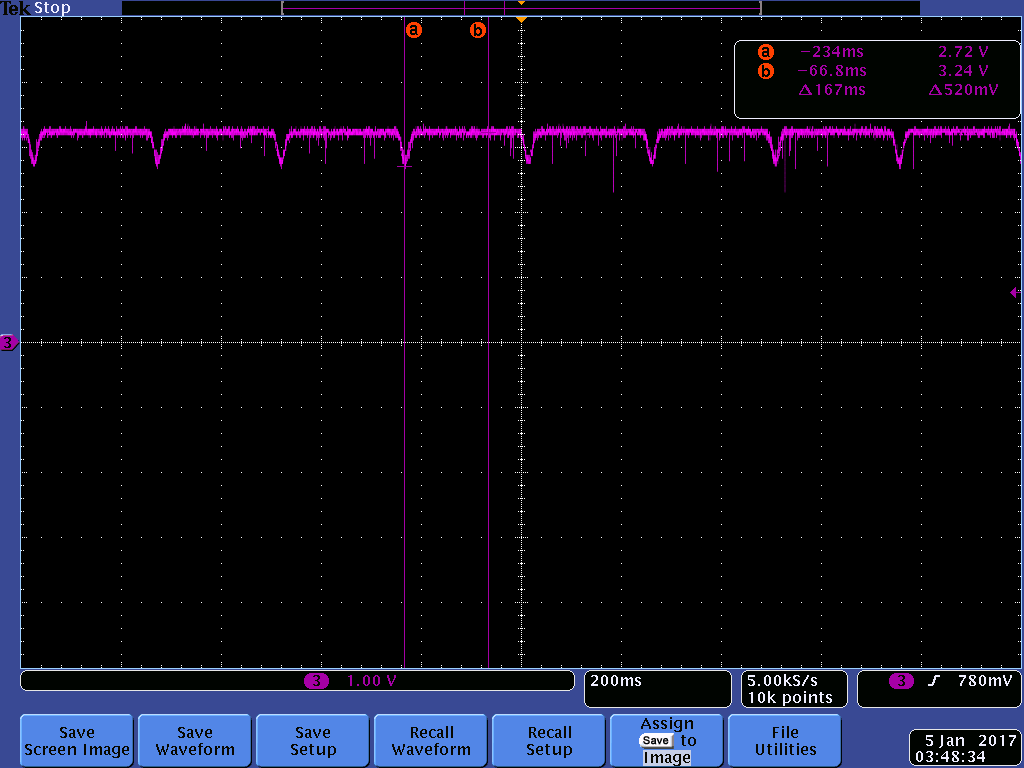 Tek Stop
a b
a −234ms 2.72 V
b −66.8ms 3.24 V
Δ167ms Δ520mV
3
3 1.00 V
200ms
5.00kS/s
10k points
3 780mV
Save
Screen Image
Save
Waveform
Save
Setup
Recall
Waveform
Recall
Setup
Assign
Save to
Image
File
Utilities
5 Jan 2017
03:48:34